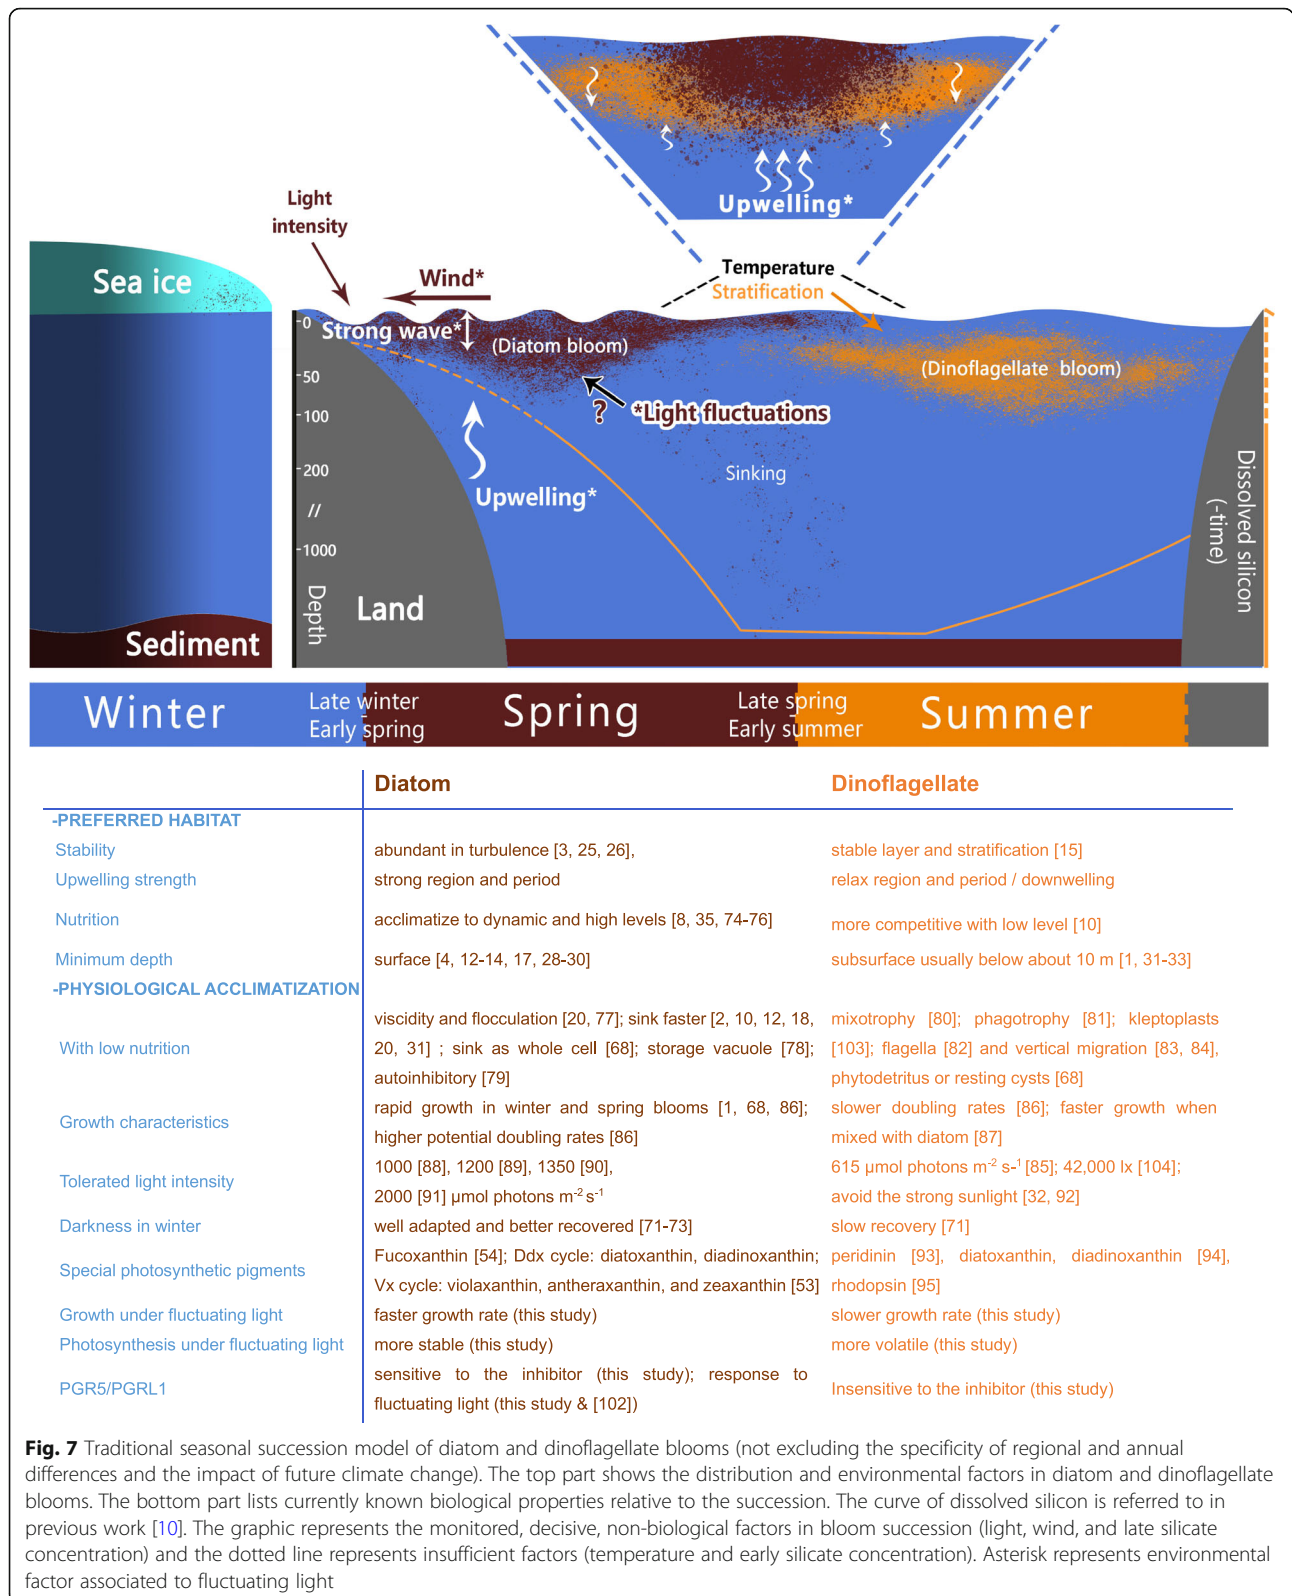 Upwelling*
Light
intensity
Wind*
Temperature
Stratification
Sea ice
0
Strong wave*
(Diatom bloom)
(Dinoflagellate bloom)
50
?
*Light fluctuations
100
200
Sinking
Upwelling*
//
1000
Depth
Land
Dissolved silicon
(-time)
Sediment
Winter
Late winter
Early spring
Spring
Late spring
Early summer
Summer
Diatom
Dinoflagellate
-PREFERRED HABITAT
Stability
abundant in turbulence [3, 25, 26],
stable layer and stratification [15]
Upwelling strength
strong region and period
relax region and period / downwelling
Nutrition
acclimatize to dynamic and high levels [8, 35, 74-76]
more competitive with low level [10]
Minimum depth
surface [4, 12-14, 17, 28-30]
subsurface usually below about 10 m [1, 31-33]
-PHYSIOLOGICAL ACCLIMATIZATION
With low nutrition
viscidity and flocculation [20, 77]; sink faster [2, 10, 12, 18,
20, 31] ; sink as whole cell [68]; storage vacuole [78];
autoinhibitory [79]
mixotrophy [80]; phagotrophy [81]; kleptoplasts
[103]; flagella [82] and vertical migration [83, 84],
phytodetritus or resting cysts [68]
Growth characteristics
rapid growth in winter and spring blooms [1, 68, 86];
higher potential doubling rates [86]
slower doubling rates [86]; faster growth when
mixed with diatom [87]
Tolerated light intensity
1000 [88], 1200 [89], 1350 [90],
2000 [91] μmol photons m⁻² s⁻¹
615 μmol photons m⁻² s⁻¹ [85]; 42,000 lx [104];
avoid the strong sunlight [32, 92]
Darkness in winter
well adapted and better recovered [71-73]
slow recovery [71]
Special photosynthetic pigments
Fucoxanthin [54]; Ddx cycle: diatoxanthin, diadinoxanthin;
Vx cycle: violaxanthin, antheraxanthin, and zeaxanthin [53]
peridinin [93], diatoxanthin, diadinoxanthin [94],
rhodopsin [95]
Growth under fluctuating light
faster growth rate (this study)
slower growth rate (this study)
Photosynthesis under fluctuating light
more stable (this study)
more volatile (this study)
PGR5/PGRL1
sensitive to the inhibitor (this study); response to
fluctuating light (this study & [102])
Insensitive to the inhibitor (this study)
Fig. 7 Traditional seasonal succession model of diatom and dinoflagellate blooms (not excluding the specificity of regional and annual
differences and the impact of future climate change). The top part shows the distribution and environmental factors in diatom and dinoflagellate
blooms. The bottom part lists currently known biological properties relative to the succession. The curve of dissolved silicon is referred to in
previous work [10]. The graphic represents the monitored, decisive, non-biological factors in bloom succession (light, wind, and late silicate
concentration) and the dotted line represents insufficient factors (temperature and early silicate concentration). Asterisk represents environmental
factor associated to fluctuating light